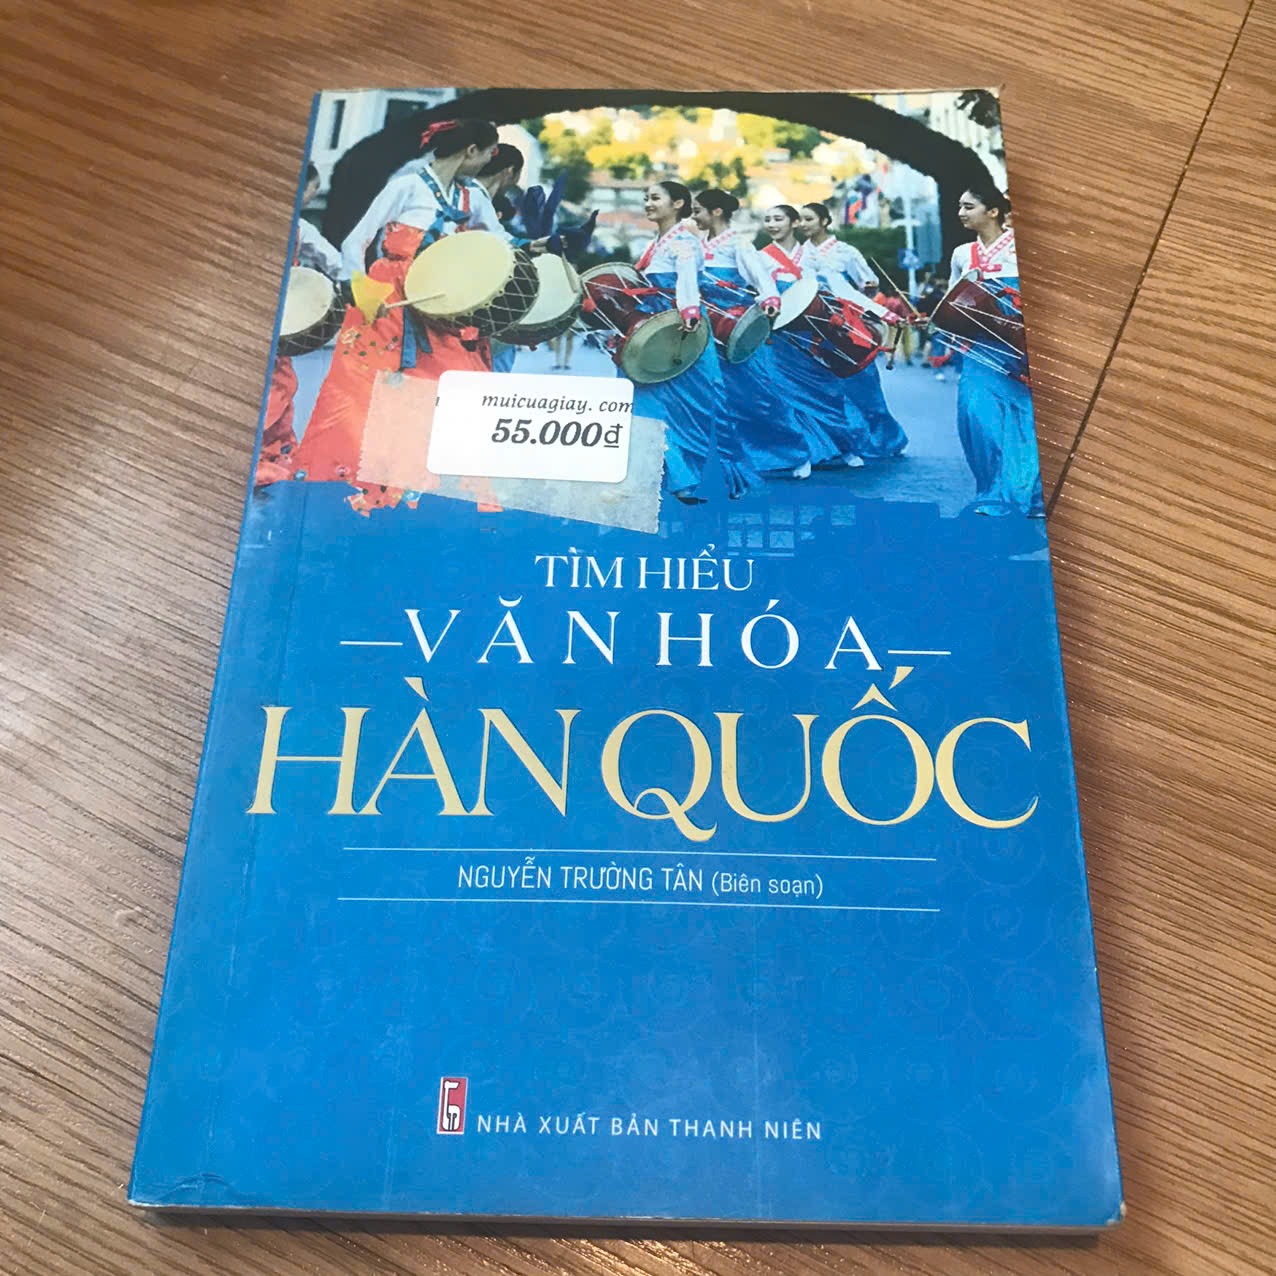 muicuagiay. com
55.000₫
TÌM HIỂU
VĂN HÓA
HÀN QUỐC
NGUYỄN TRƯỜNG TÂN (Biên soạn)
NHÀ XUẤT BẢN THANH NIÊN